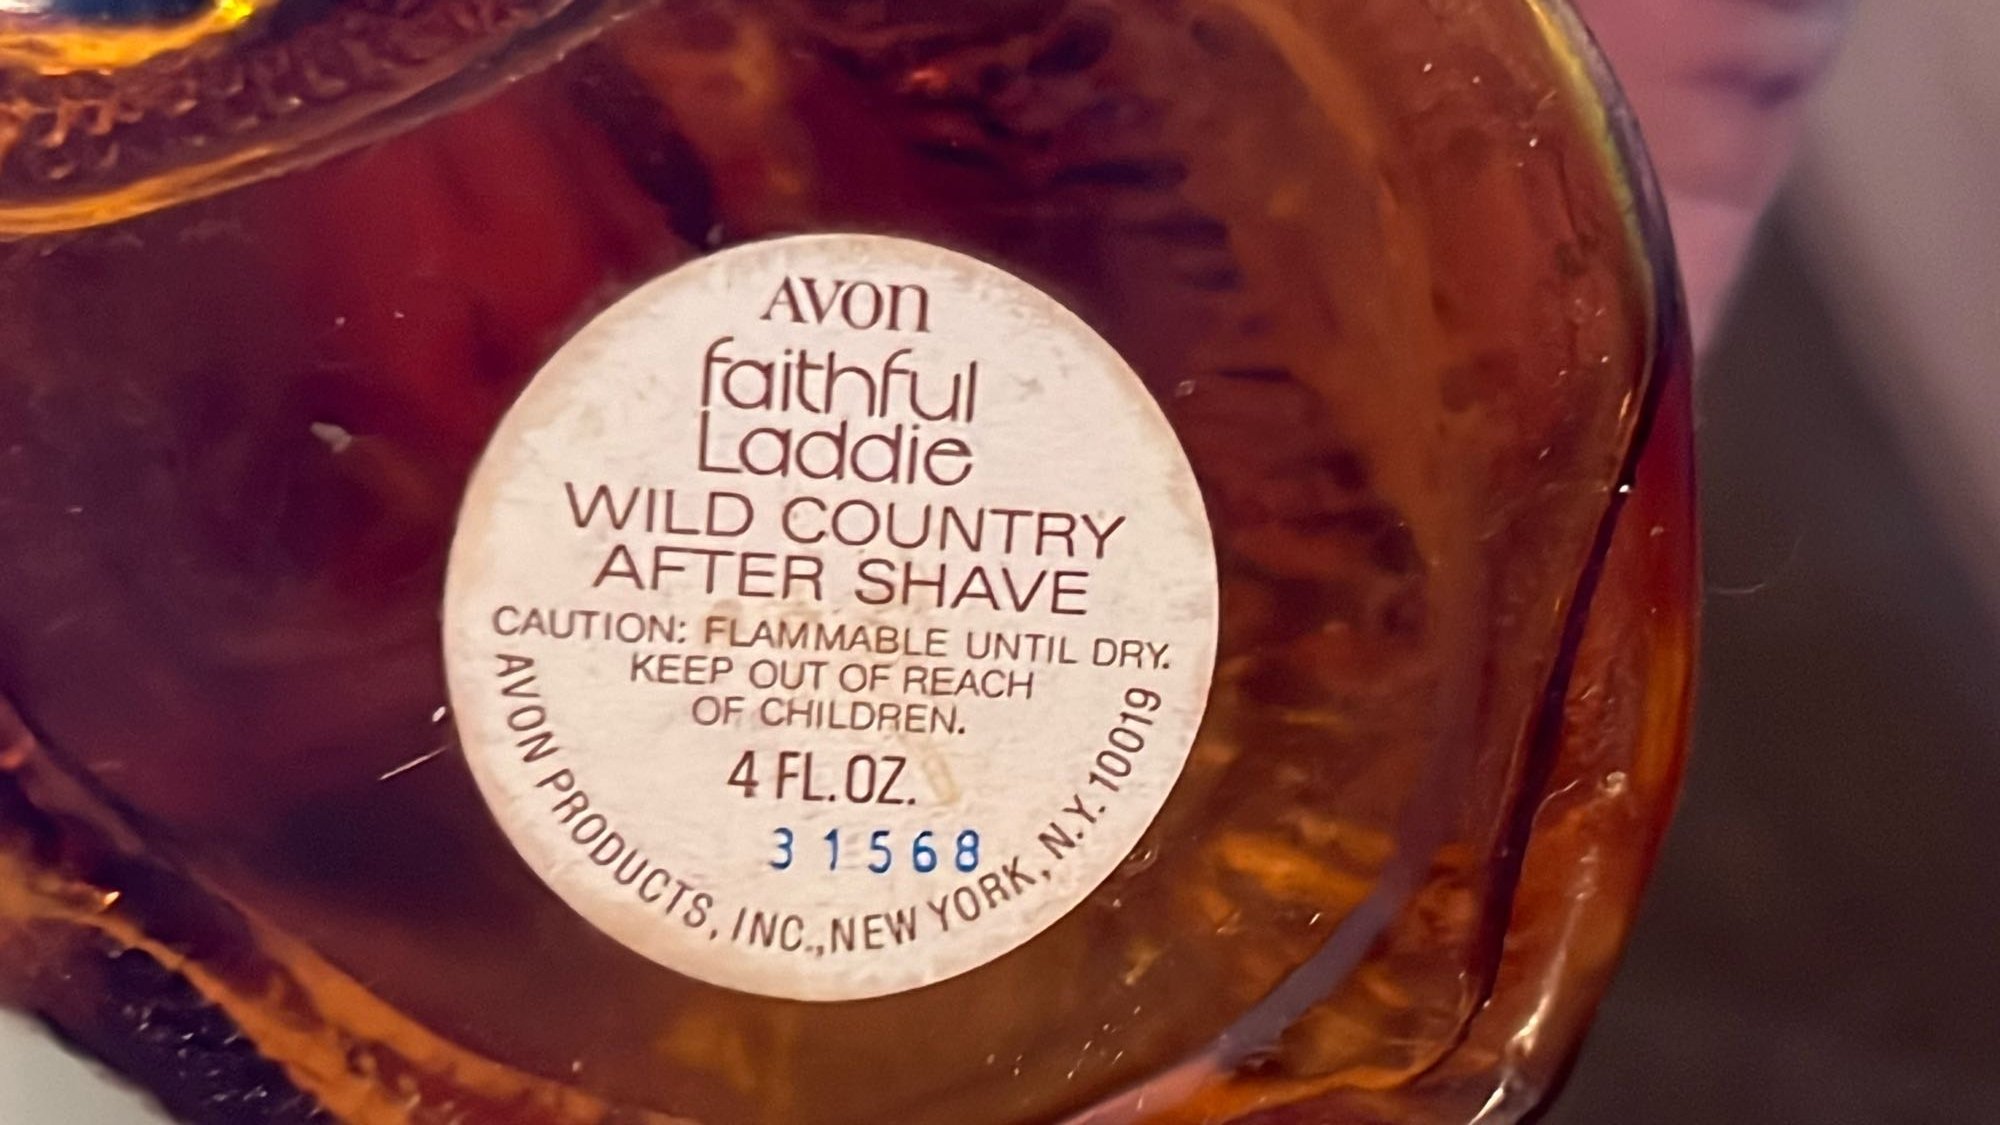 AVON
faithful
Laddie
WILD COUNTRY
AFTER SHAVE
CAUTION: FLAMMABLE UNTIL DRY.
KEEP OUT OF REACH
OF CHILDREN.
4 FL. OZ.
31568
AVON PRODUCTS, INC., NEW YORK, N.Y. 10019